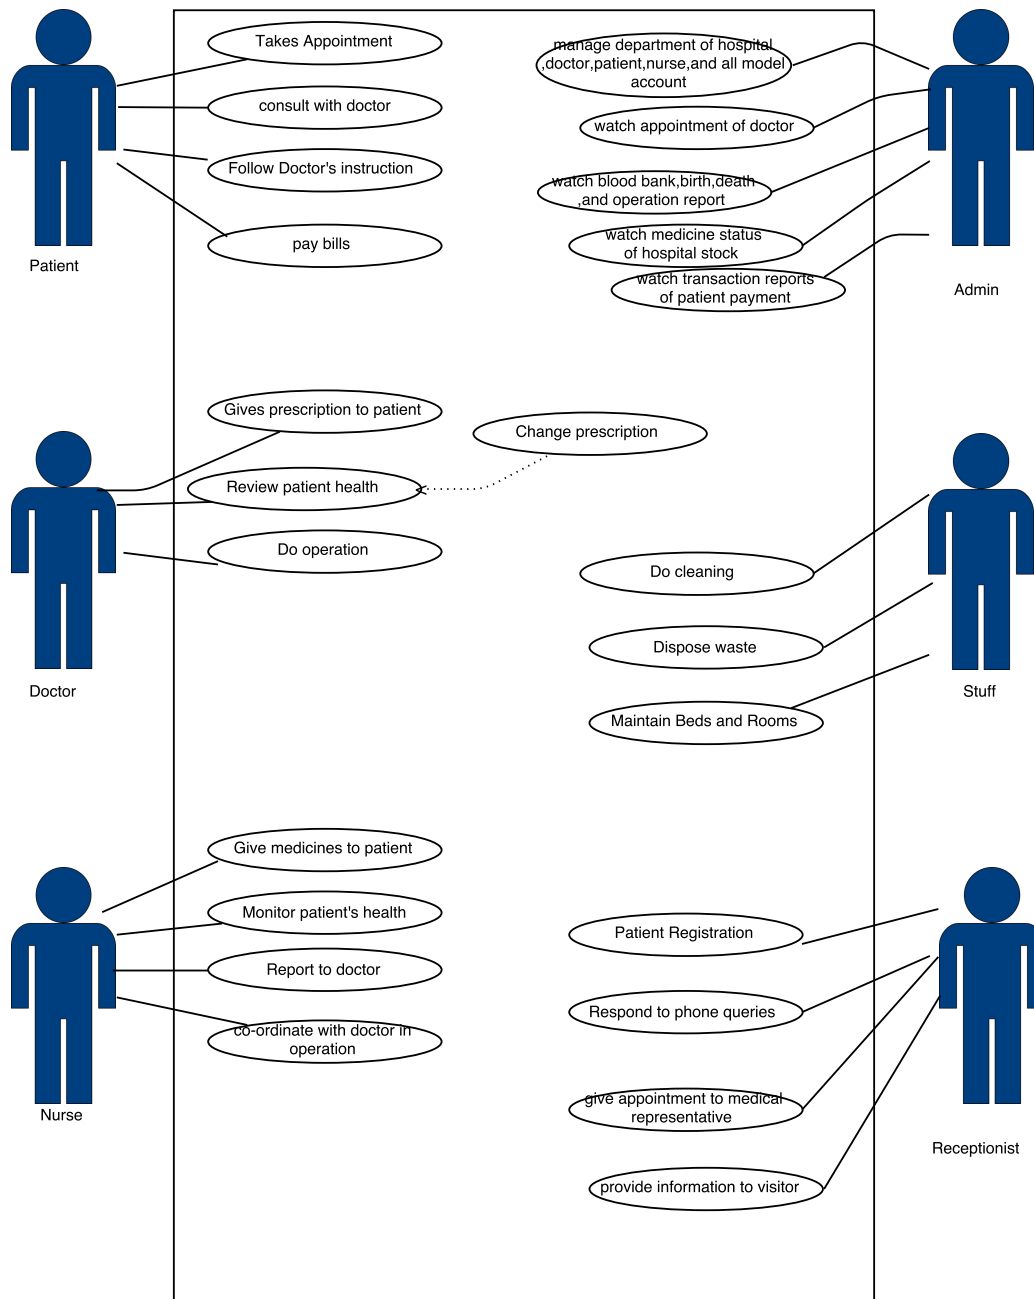 Takes Appointment
consult with doctor
Follow Doctor's instruction
pay bills
Patient
manage department of hospital
,doctor,patient,nurse,and all model
account
watch appointment of doctor
watch blood bank,birth,death
,and operation report
watch medicine status
of hospital stock
watch transaction reports
of patient payment
Admin
Gives prescription to patient
Change prescription
Review patient health
Do operation
Doctor
Do cleaning
Dispose waste
Maintain Beds and Rooms
Stuff
Give medicines to patient
Monitor patient's health
Report to doctor
co-ordinate with doctor in
operation
Nurse
Patient Registration
Respond to phone queries
give appointment to medical
representative
provide information to visitor
Receptionist